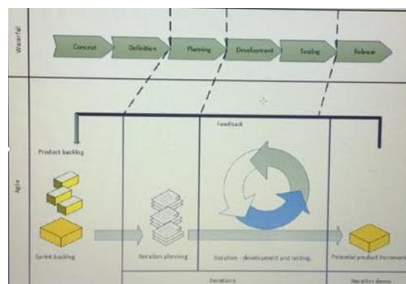 Waterfall
Concept
Definition
Planning
Development
Testing
Release
Agile
Feedback
Product backlog
Sprint backlog
Iteration planning
Iteration - development and testing.
Potential product increment
Iterations
Iteration demo